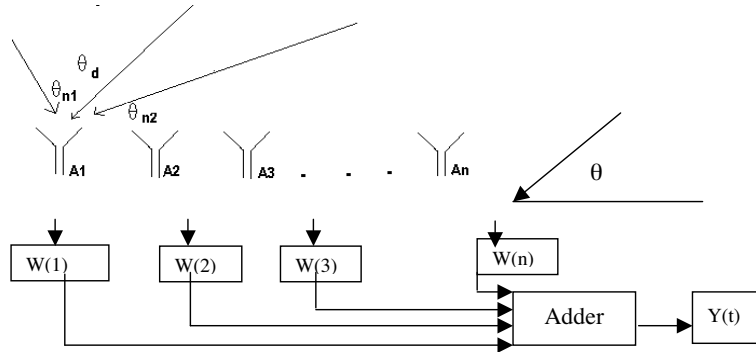 θd
θn1
θn2
A1 A2 A3 - - - An
θ
W(1) W(2) W(3) W(n)
Adder
Y(t)